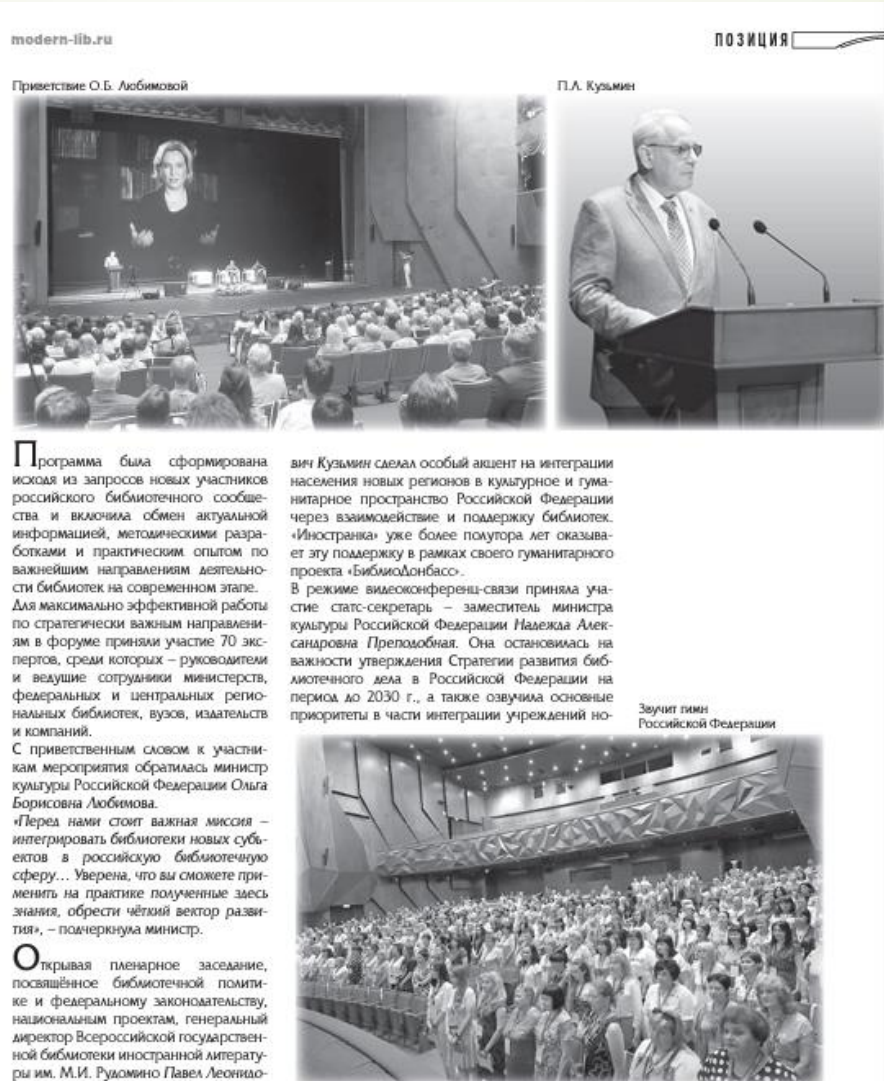 modern-lib.ru
ПОЗИЦИЯ
Приветствие О.Б. Любимовой
П.Л. Кузьмин
Программа была сформирована
исходя из запросов новых участников
российского библиотечного сообще-
ства и включила обмен актуальной
информацией, методическими разра-
ботками и практическим опытом по
важнейшим направлениям деятельно-
сти библиотек на современном этапе.
Для максимально эффективной работы
по стратегически важным направлени-
ям в форуме приняли участие 70 экс-
пертов, среди которых – руководители
и ведущие сотрудники министерств,
федеральных и центральных регио-
нальных библиотек, вузов, издательств
и компаний.
С приветственным словом к участни-
кам мероприятия обратилась министр
культуры Российской Федерации Ольга
Борисовна Любимова.
«Перед нами стоит важная миссия –
интегрировать библиотеки новых субъ-
ектов в российскую библиотечную
сферу… Уверена, что вы сможете при-
менить на практике полученные здесь
знания, обрести чёткий вектор разви-
тия», – подчеркнула министр.
Открывая пленарное заседание,
посвящённое библиотечной полити-
ке и федеральному законодательству,
национальным проектам, генеральный
директор Всероссийской государствен-
ной библиотеки иностранной литерату-
ры им. М.И. Рудомино Павел Леонидо-
вич Кузьмин сделал особый акцент на интеграции
населения новых регионов в культурное и гума-
нитарное пространство Российской Федерации
через взаимодействие и поддержку библиотек.
«Иностранка» уже более полутора лет оказыва-
ет эту поддержку в рамках своего гуманитарного
проекта «БиблиоДонбасс».
В режиме видеоконференц-связи приняла уча-
стие статс-секретарь – заместитель министра
культуры Российской Федерации Надежда Алек-
сандровна Преподобная. Она остановилась на
важности утверждения Стратегии развития биб-
лиотечного дела в Российской Федерации на
период до 2030 г., а также озвучила основные
приоритеты в части интеграции учреждений но-
Звучит гимн
Российской Федерации